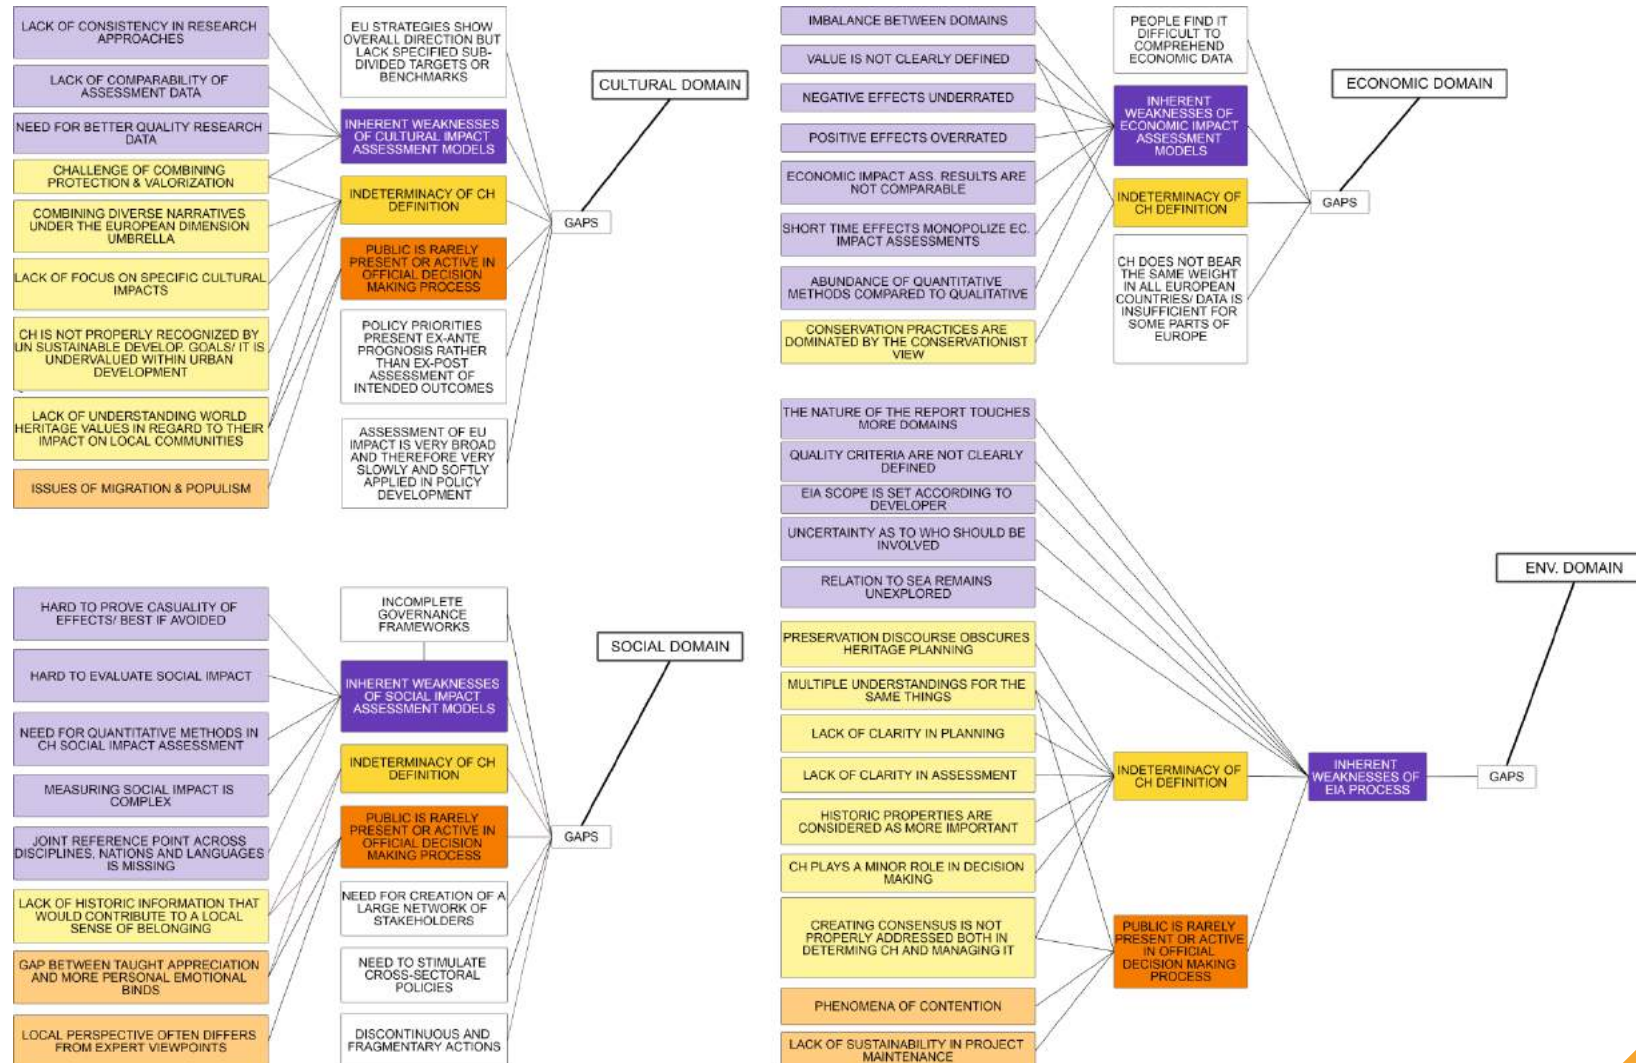 LACK OF CONSISTENCY IN RESEARCH
APPROACHES
LACK OF COMPARABILITY OF
ASSESSMENT DATA
NEED FOR BETTER QUALITY RESEARCH
DATA
CHALLENGE OF COMBINING
PROTECTION & VALORIZATION
COMBINING DIVERSE NARRATIVES
UNDER THE EUROPEAN DIMENSION
UMBRELLA
LACK OF FOCUS ON SPECIFIC CULTURAL
IMPACTS
CH IS NOT PROPERLY RECOGNIZED BY
UN SUSTAINABLE DEVELOP. GOALS/ IT IS
UNDERVALUED WITHIN URBAN
DEVELOPMENT
LACK OF UNDERSTANDING WORLD
HERITAGE VALUES IN REGARD TO THEIR
IMPACT ON LOCAL COMMUNITIES
ISSUES OF MIGRATION & POPULISM
EU STRATEGIES SHOW
OVERALL DIRECTION BUT
LACK SPECIFIED SUB-
DIVIDED TARGETS OR
BENCHMARKS
INHERENT WEAKNESSES
OF CULTURAL IMPACT
ASSESSMENT MODELS
INDETERMINACY OF CH
DEFINITION
PUBLIC IS RARELY
PRESENT OR ACTIVE IN
OFFICIAL DECISION
MAKING PROCESS
POLICY PRIORITIES
PRESENT EX-ANTE
PROGNOSIS RATHER
THAN EX-POST
ASSESSMENT OF
INTENDED OUTCOMES
ASSESSMENT OF EU
IMPACT IS VERY BROAD
AND THEREFORE VERY
SLOWLY AND SOFTLY
APPLIED IN POLICY
DEVELOPMENT
GAPS
CULTURAL DOMAIN
IMBALANCE BETWEEN DOMAINS
VALUE IS NOT CLEARLY DEFINED
NEGATIVE EFFECTS UNDERRATED
POSITIVE EFFECTS OVERRATED
ECONOMIC IMPACT ASS. RESULTS ARE
NOT COMPARABLE
SHORT TIME EFFECTS MONOPOLIZE EC.
IMPACT ASSESSMENTS
ABUNDANCE OF QUANTITATIVE
METHODS COMPARED TO QUALITATIVE
CONSERVATION PRACTICES ARE
DOMINATED BY THE CONSERVATIONIST
VIEW
PEOPLE FIND IT
DIFFICULT TO
COMPREHEND
ECONOMIC DATA
INHERENT
WEAKNESSES OF
ECONOMIC IMPACT
ASSESSMENT
MODELS
INDETERMINACY OF
CH DEFINITION
CH DOES NOT BEAR
THE SAME WEIGHT
IN ALL EUROPEAN
COUNTRIES/ DATA IS
INSUFFICIENT FOR
SOME PARTS OF
EUROPE
GAPS
ECONOMIC DOMAIN
HARD TO PROVE CASUALITY OF
EFFECTS/ BEST IF AVOIDED
HARD TO EVALUATE SOCIAL IMPACT
NEED FOR QUANTITATIVE METHODS IN
CH SOCIAL IMPACT ASSESSMENT
MEASURING SOCIAL IMPACT IS
COMPLEX
JOINT REFERENCE POINT ACROSS
DISCIPLINES, NATIONS AND LANGUAGES
IS MISSING
LACK OF HISTORIC INFORMATION THAT
WOULD CONTRIBUTE TO A LOCAL
SENSE OF BELONGING
GAP BETWEEN TAUGHT APPRECIATION
AND MORE PERSONAL EMOTIONAL
BINDS
LOCAL PERSPECTIVE OFTEN DIFFERS
FROM EXPERT VIEWPOINTS
INCOMPLETE
GOVERNANCE
FRAMEWORKS
INHERENT WEAKNESSES
OF SOCIAL IMPACT
ASSESSMENT MODELS
INDETERMINACY OF CH
DEFINITION
PUBLIC IS RARELY
PRESENT OR ACTIVE IN
OFFICIAL DECISION
MAKING PROCESS
NEED FOR CREATION OF A
LARGE NETWORK OF
STAKEHOLDERS
NEED TO STIMULATE
CROSS-SECTORAL
POLICIES
DISCONTINUOUS AND
FRAGMENTARY ACTIONS
GAPS
SOCIAL DOMAIN
THE NATURE OF THE REPORT TOUCHES
MORE DOMAINS
QUALITY CRITERIA ARE NOT CLEARLY
DEFINED
EIA SCOPE IS SET ACCORDING TO
DEVELOPER
UNCERTAINTY AS TO WHO SHOULD BE
INVOLVED
RELATION TO SEA REMAINS
UNEXPLORED
PRESERVATION DISCOURSE OBSCURES
HERITAGE PLANNING
MULTIPLE UNDERSTANDINGS FOR THE
SAME THINGS
LACK OF CLARITY IN PLANNING
LACK OF CLARITY IN ASSESSMENT
HISTORIC PROPERTIES ARE
CONSIDERED AS MORE IMPORTANT
CH PLAYS A MINOR ROLE IN DECISION
MAKING
CREATING CONSENSUS IS NOT
PROPERLY ADDRESSED BOTH IN
DETERMING CH AND MANAGING IT
PHENOMENA OF CONTENTION
LACK OF SUSTAINABILITY IN PROJECT
MAINTENANCE
INDETERMINACY OF
CH DEFINITION
PUBLIC IS RARELY
PRESENT OR ACTIVE
IN OFFICIAL
DECISION MAKING
PROCESS
INHERENT
WEAKNESSES OF
EIA PROCESS
GAPS
ENV. DOMAIN